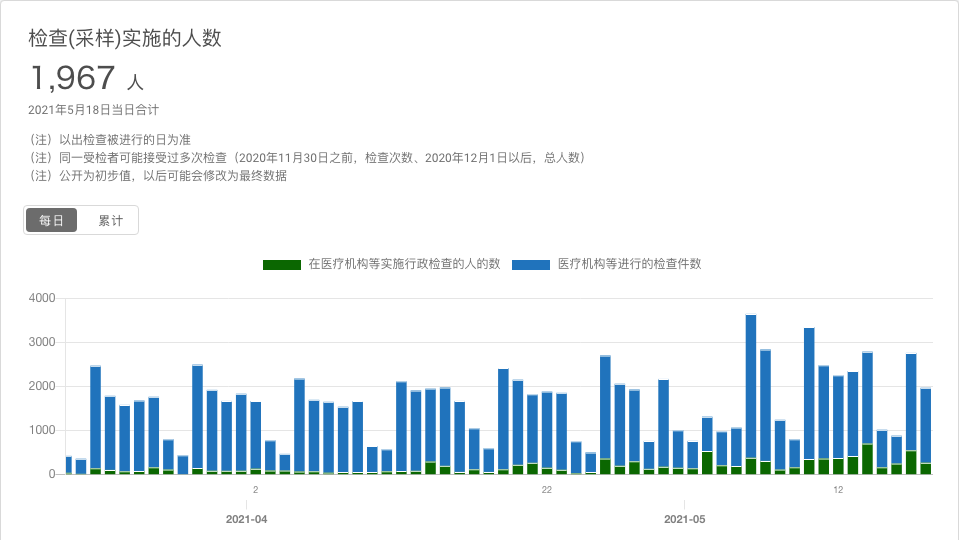 检查(采样)实施的人数
1,967 人
2021年5月18日当日合计
（注）以出检查被进行的日为准
（注）同一受检者可能接受过多次检查（2020年11月30日之前，检查次数、2020年12月1日以后，总人数）
（注）公开为初步值，以后可能会修改为最终数据
每日 累计
在医疗机构等实施行政检查的人的数 医疗机构等进行的检查件数
4000
3000
2000
1000
0
2 22 12
2021-04 2021-05